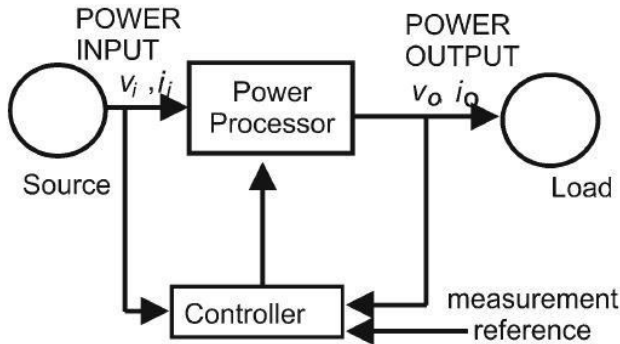 POWER
INPUT
vi ,ii
Source
Power
Processor
POWER
OUTPUT
vo, io
Load
Controller
measurement
reference